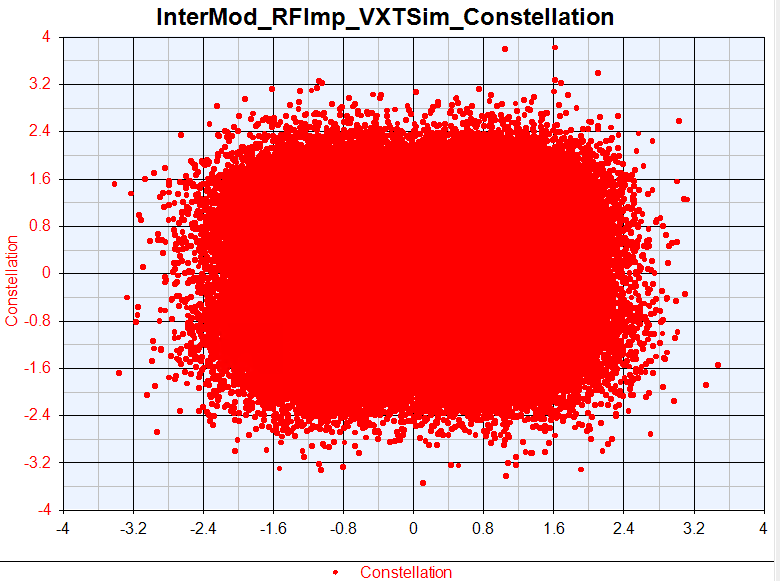 InterMod_RFImp_VXTSim_Constellation
4
3.2
2.4
1.6
0.8
0
-0.8
-1.6
-2.4
-3.2
-4
Constellation
-4 -3.2 -2.4 -1.6 -0.8 0 0.8 1.6 2.4 3.2 4
Constellation